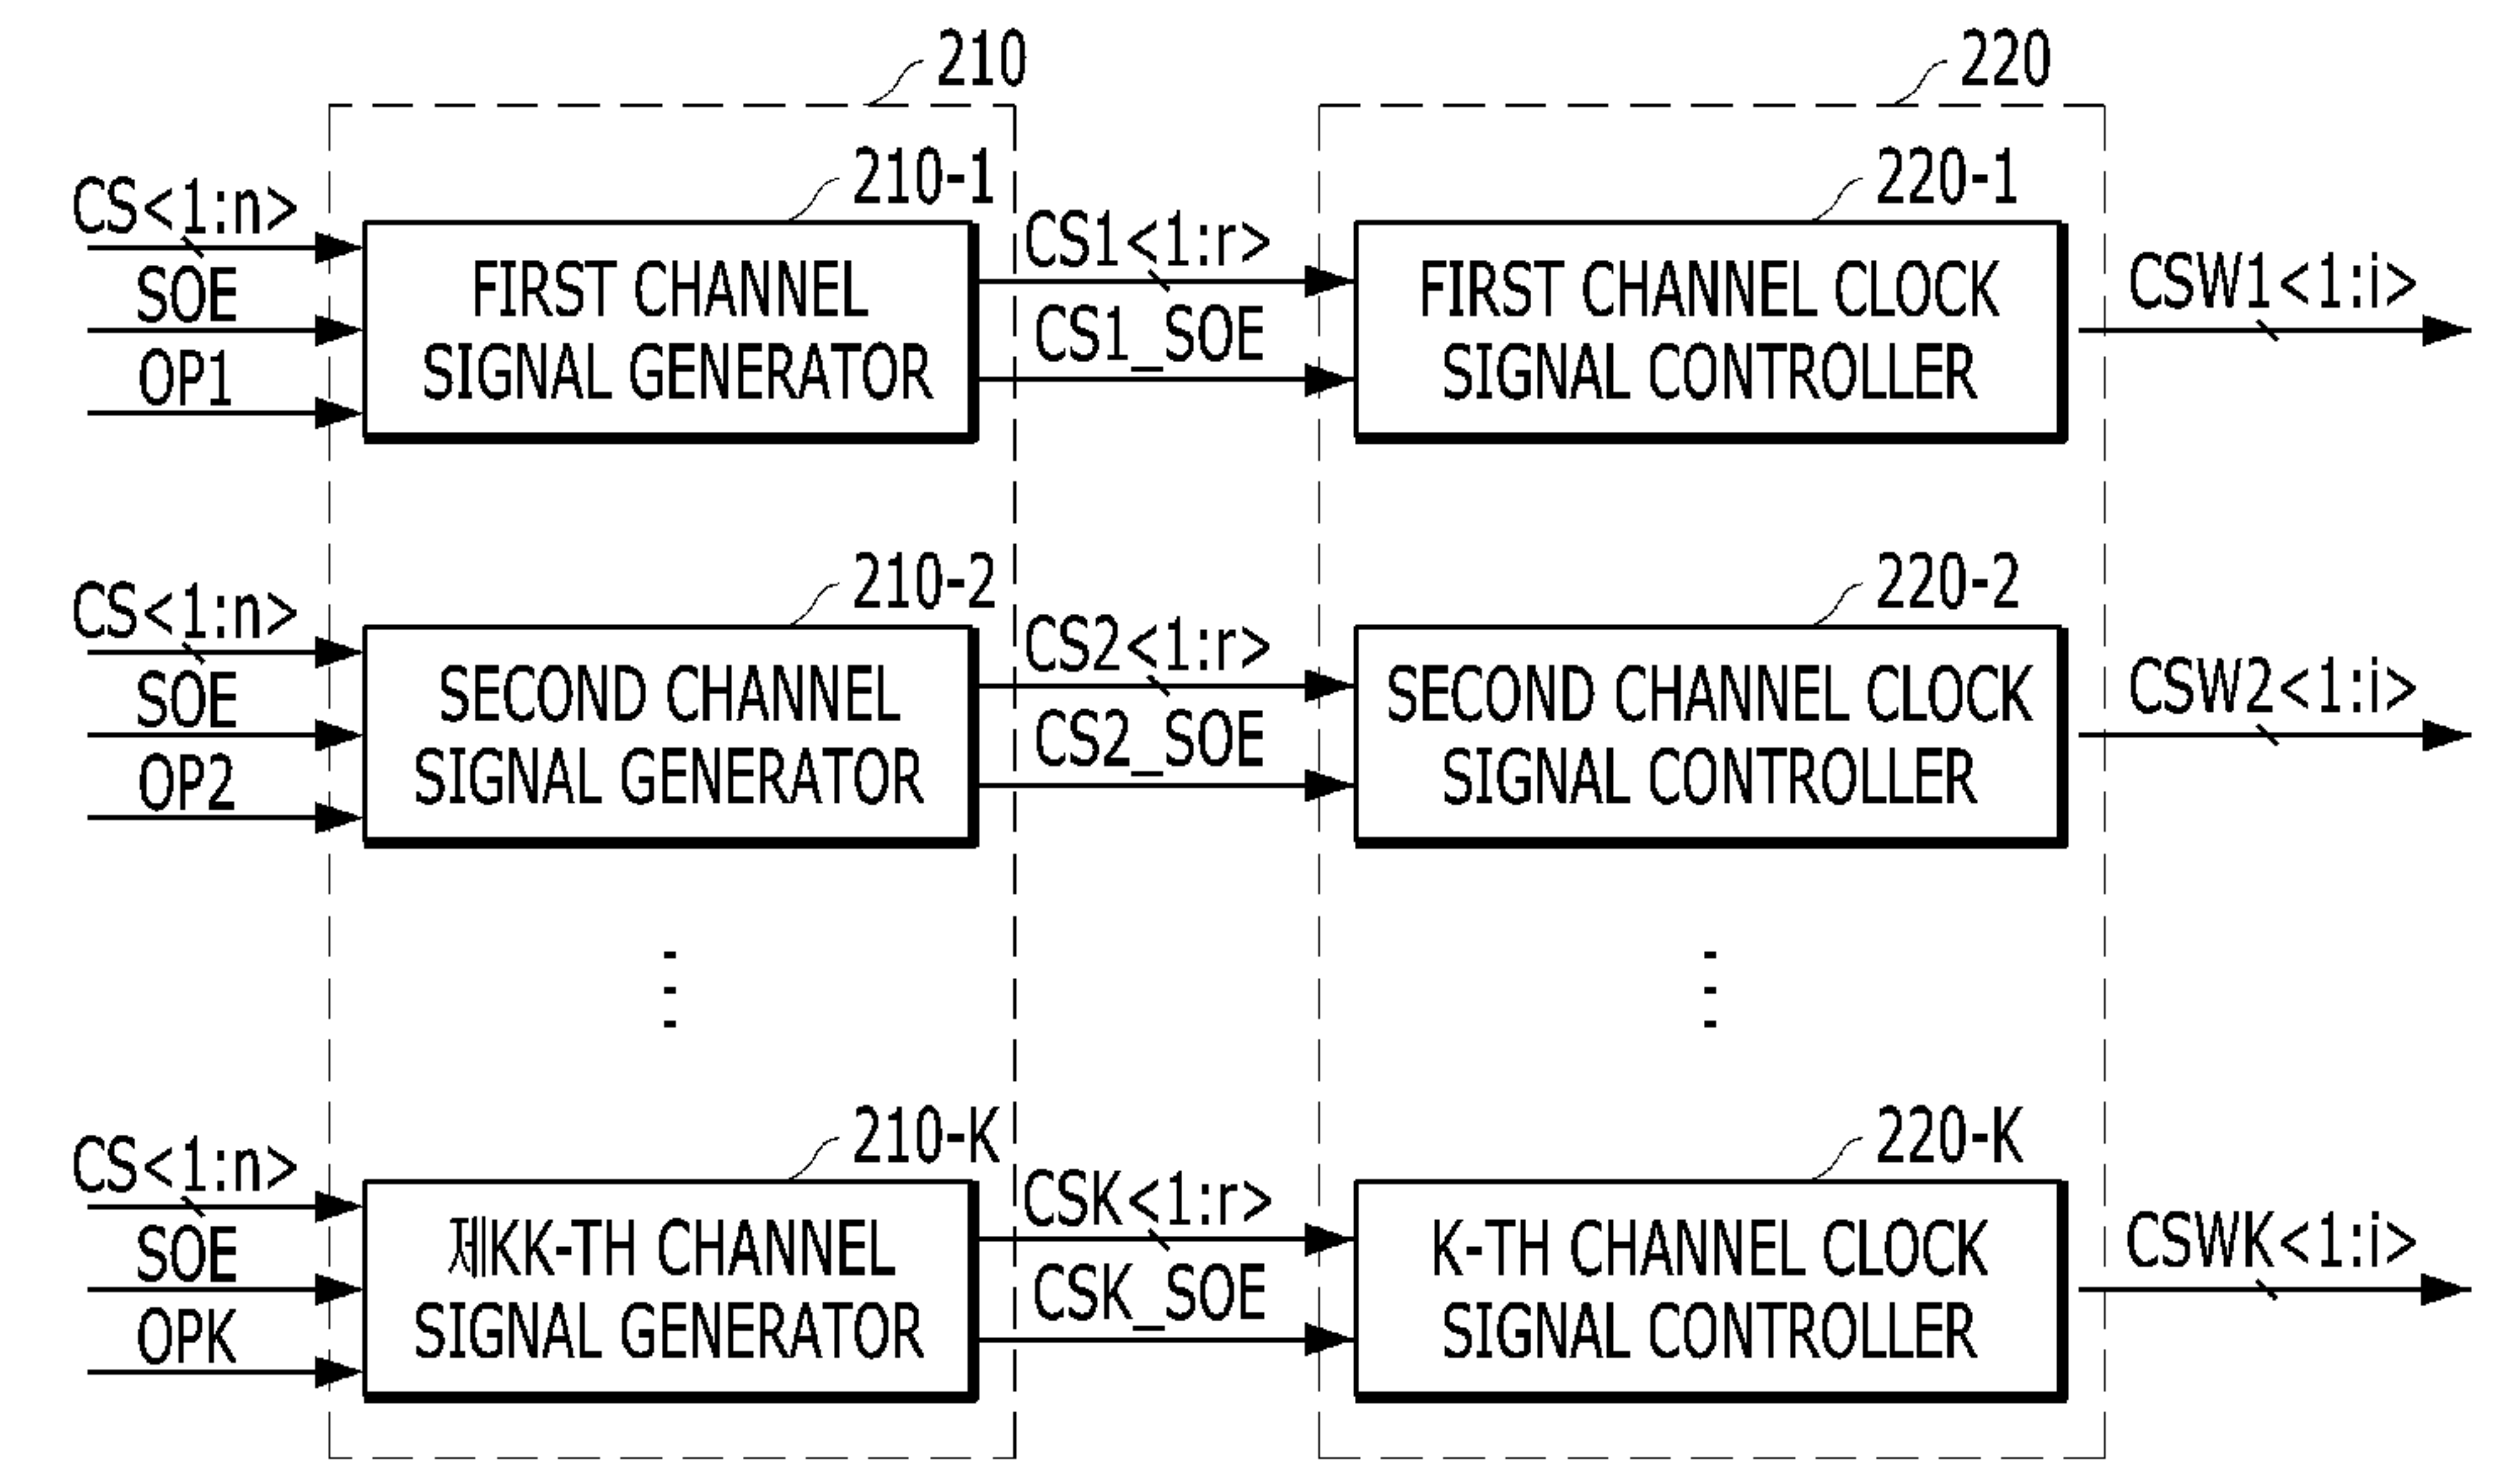 210
220
210-1
220-1
CS<1:n>
SOE
OP1
FIRST CHANNEL
SIGNAL GENERATOR
CS1<1:r>
CS1_SOE
FIRST CHANNEL CLOCK
SIGNAL CONTROLLER
CSW1<1:i>
210-2
220-2
CS<1:n>
SOE
OP2
SECOND CHANNEL
SIGNAL GENERATOR
CS2<1:r>
CS2_SOE
SECOND CHANNEL CLOCK
SIGNAL CONTROLLER
CSW2<1:i>
210-K
220-K
CS<1:n>
SOE
OPK
제KK-TH CHANNEL
SIGNAL GENERATOR
CSK<1:r>
CSK_SOE
K-TH CHANNEL CLOCK
SIGNAL CONTROLLER
CSWK<1:i>